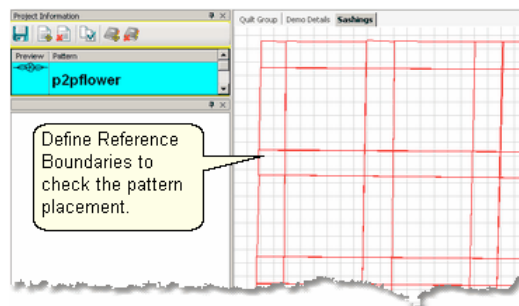 Project Information
Quilt Group Demo Details Sashings
Preview Pattern
p2pflower
Define Reference
Boundaries to
check the pattern
placement.